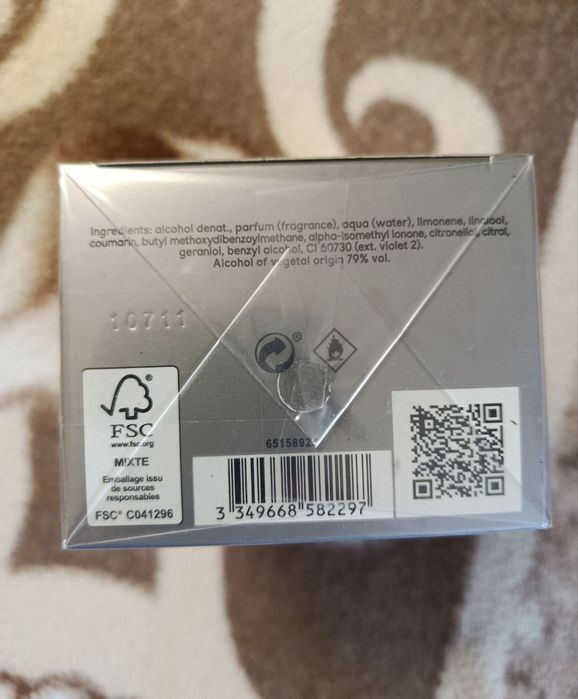 Ingredients: alcohol denat., parfum (fragrance), aqua (water), limonene, linalool,
coumarin, butyl methoxydibenzoylmethane, alpha-isomethyl ionone, citronellol, citral,
geraniol, benzyl alcohol, CI 60730 (ext. violet 2).
Alcohol of vegetal origin 79% vol.
10711
®
FSC
www.fsc.org
MIXTE
Emballage issu
de sources
responsables
FSC® C041296
6515892
3 349668 582297